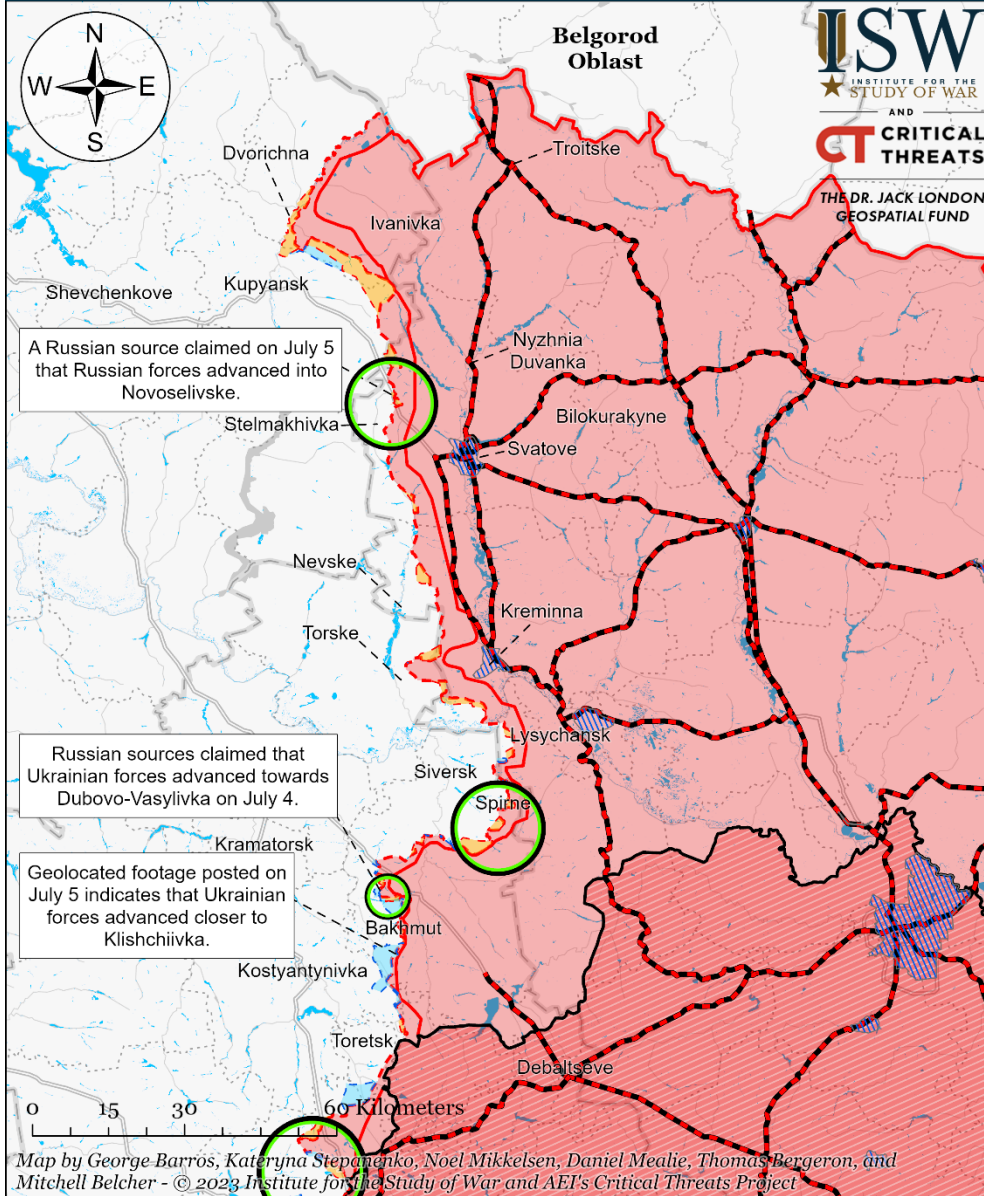 N
W
E
S
Belgorod
Oblast
ISW
INSTITUTE FOR THE
STUDY OF WAR
AND
CT CRITICAL
THREATS
THE DR. JACK LONDON
GEOSPATIAL FUND
Dvorichna
Troitske
Ivanivka
Kupyansk
Shevchenkove
A Russian source claimed on July 5
that Russian forces advanced into
Novoselivske.
Nyzhnia
Duvanka
Bilokurakyne
Stelmakhivka
Svatove
Nevske
Kreminna
Torske
Lysychansk
Russian sources claimed that
Ukrainian forces advanced towards
Dubovo-Vasylivka on July 4.
Siversk
Spirne
Kramatorsk
Geolocated footage posted on
July 5 indicates that Ukrainian
forces advanced closer to
Klishchiivka.
Bakhmut
Kostyantynivka
Toretsk
Debaltseve
0 15 30 60 Kilometers
Map by George Barros, Kateryna Stepanenko, Noel Mikkelsen, Daniel Mealie, Thomas Bergeron, and
Mitchell Belcher - © 2023 Institute for the Study of War and AEI's Critical Threats Project